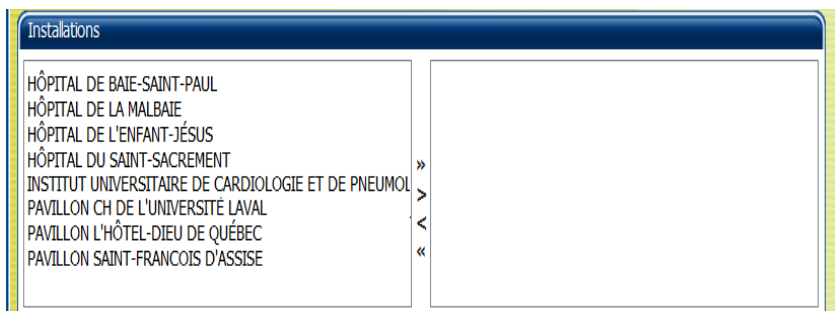 Installations
HÔPITAL DE BAIE-SAINT-PAUL
HÔPITAL DE LA MALBAIE
HÔPITAL DE L'ENFANT-JÉSUS
HÔPITAL DU SAINT-SACREMENT
INSTITUT UNIVERSITAIRE DE CARDIOLOGIE ET DE PNEUMOL
PAVILLON CH DE L'UNIVERSITÉ LAVAL
PAVILLON L'HÔTEL-DIEU DE QUÉBEC
PAVILLON SAINT-FRANCOIS D'ASSISE
»
>
<
«